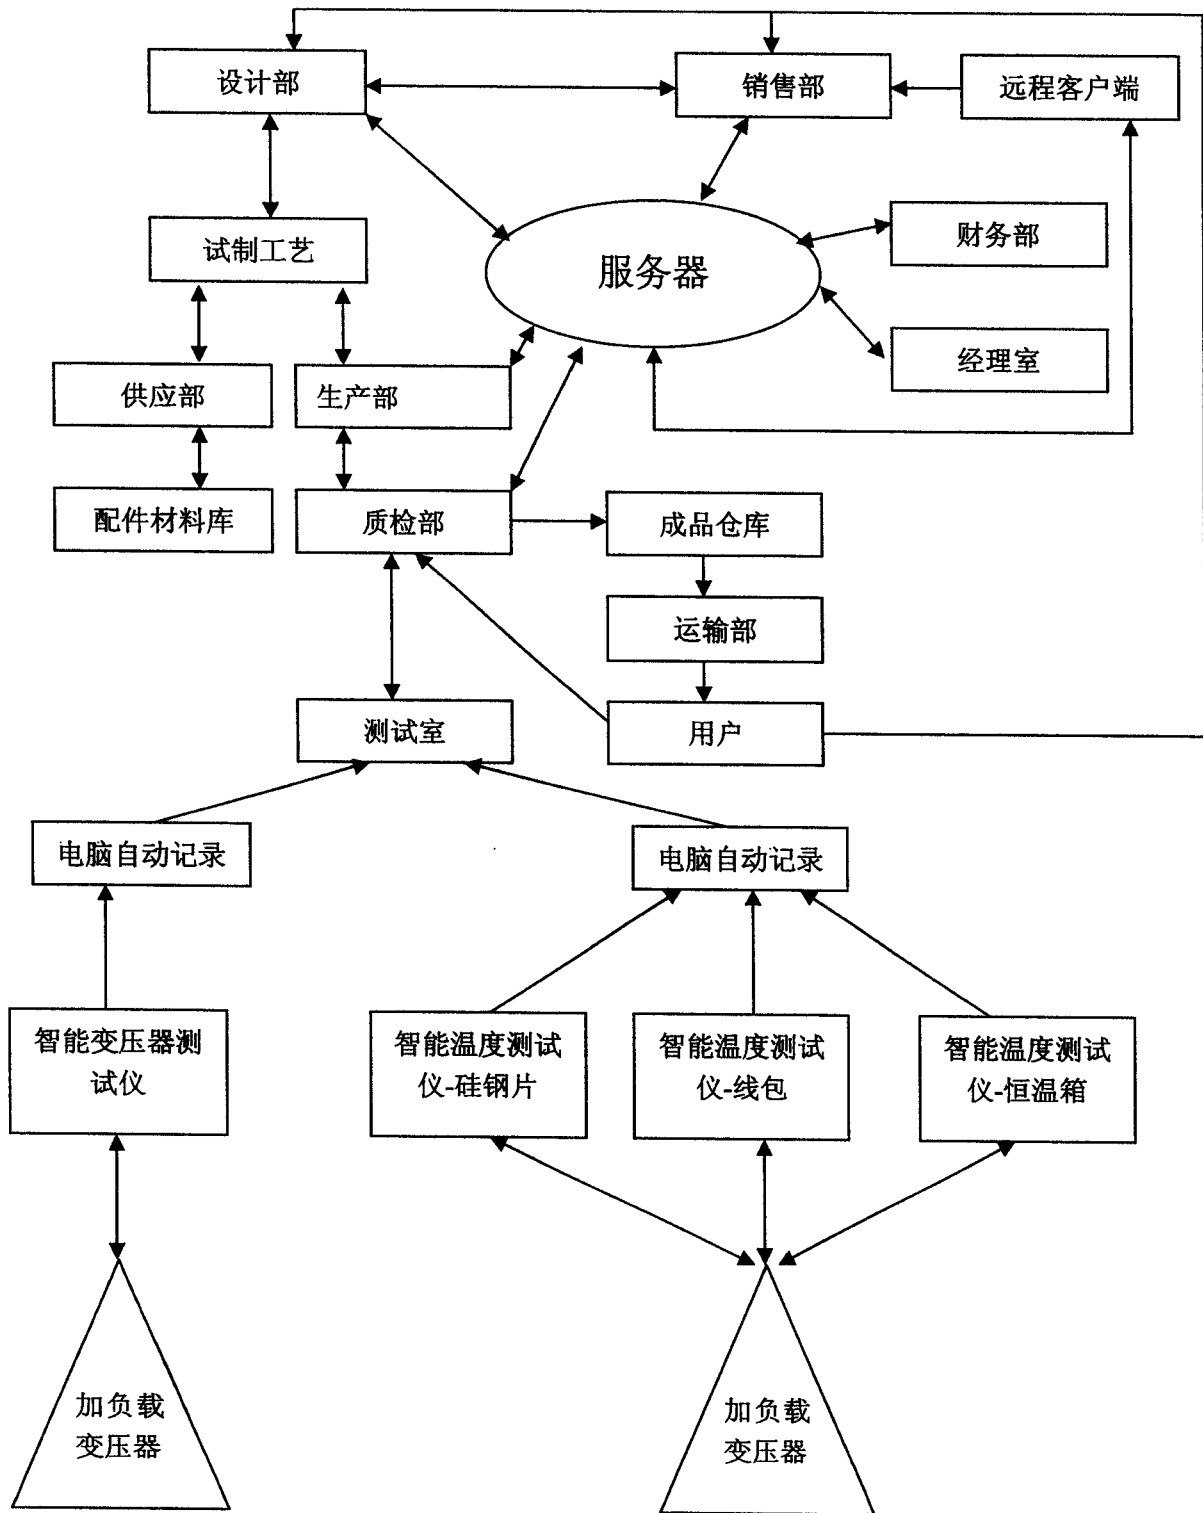 设计部
销售部
远程客户端
试制工艺
服务器
财务部
经理室
供应部
生产部
配件材料库
质检部
成品仓库
运输部
测试室
用户
电脑自动记录
电脑自动记录
智能变压器测
试仪
智能温度测试
仪-硅钢片
智能温度测试
仪-线包
智能温度测试
仪-恒温箱
加负载
变压器
加负载
变压器